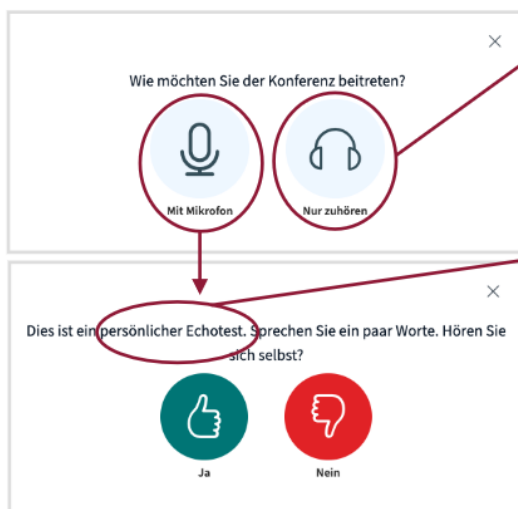 Wie möchten Sie der Konferenz beitreten?
Mit Mikrofon
Nur zuhören
Dies ist ein persönlicher Echotest. Sprechen Sie ein paar Worte. Hören Sie
sich selbst?
Ja
Nein